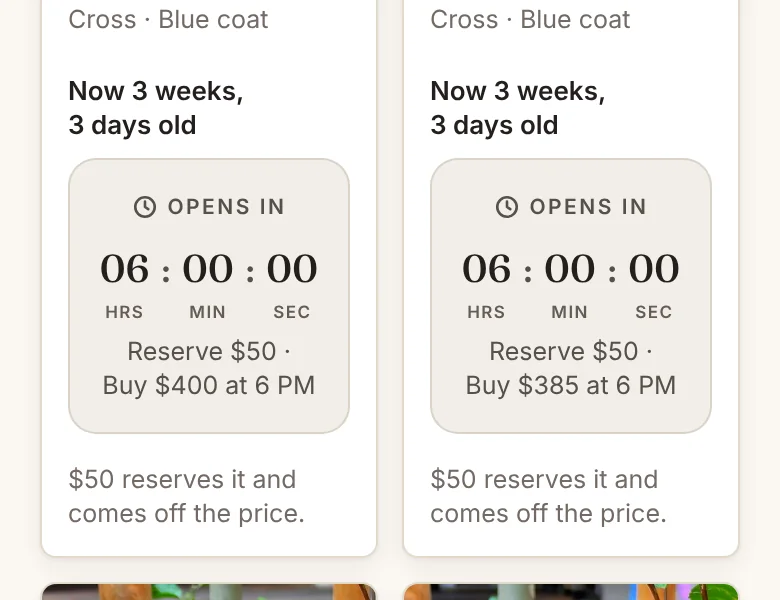 Cross · Blue coat
Now 3 weeks,
3 days old
OPENS IN
06 : 00 : 00
HRS MIN SEC
Reserve $50 ·
Buy $400 at 6 PM
$50 reserves it and
comes off the price.
Cross · Blue coat
Now 3 weeks,
3 days old
OPENS IN
06 : 00 : 00
HRS MIN SEC
Reserve $50 ·
Buy $385 at 6 PM
$50 reserves it and
comes off the price.